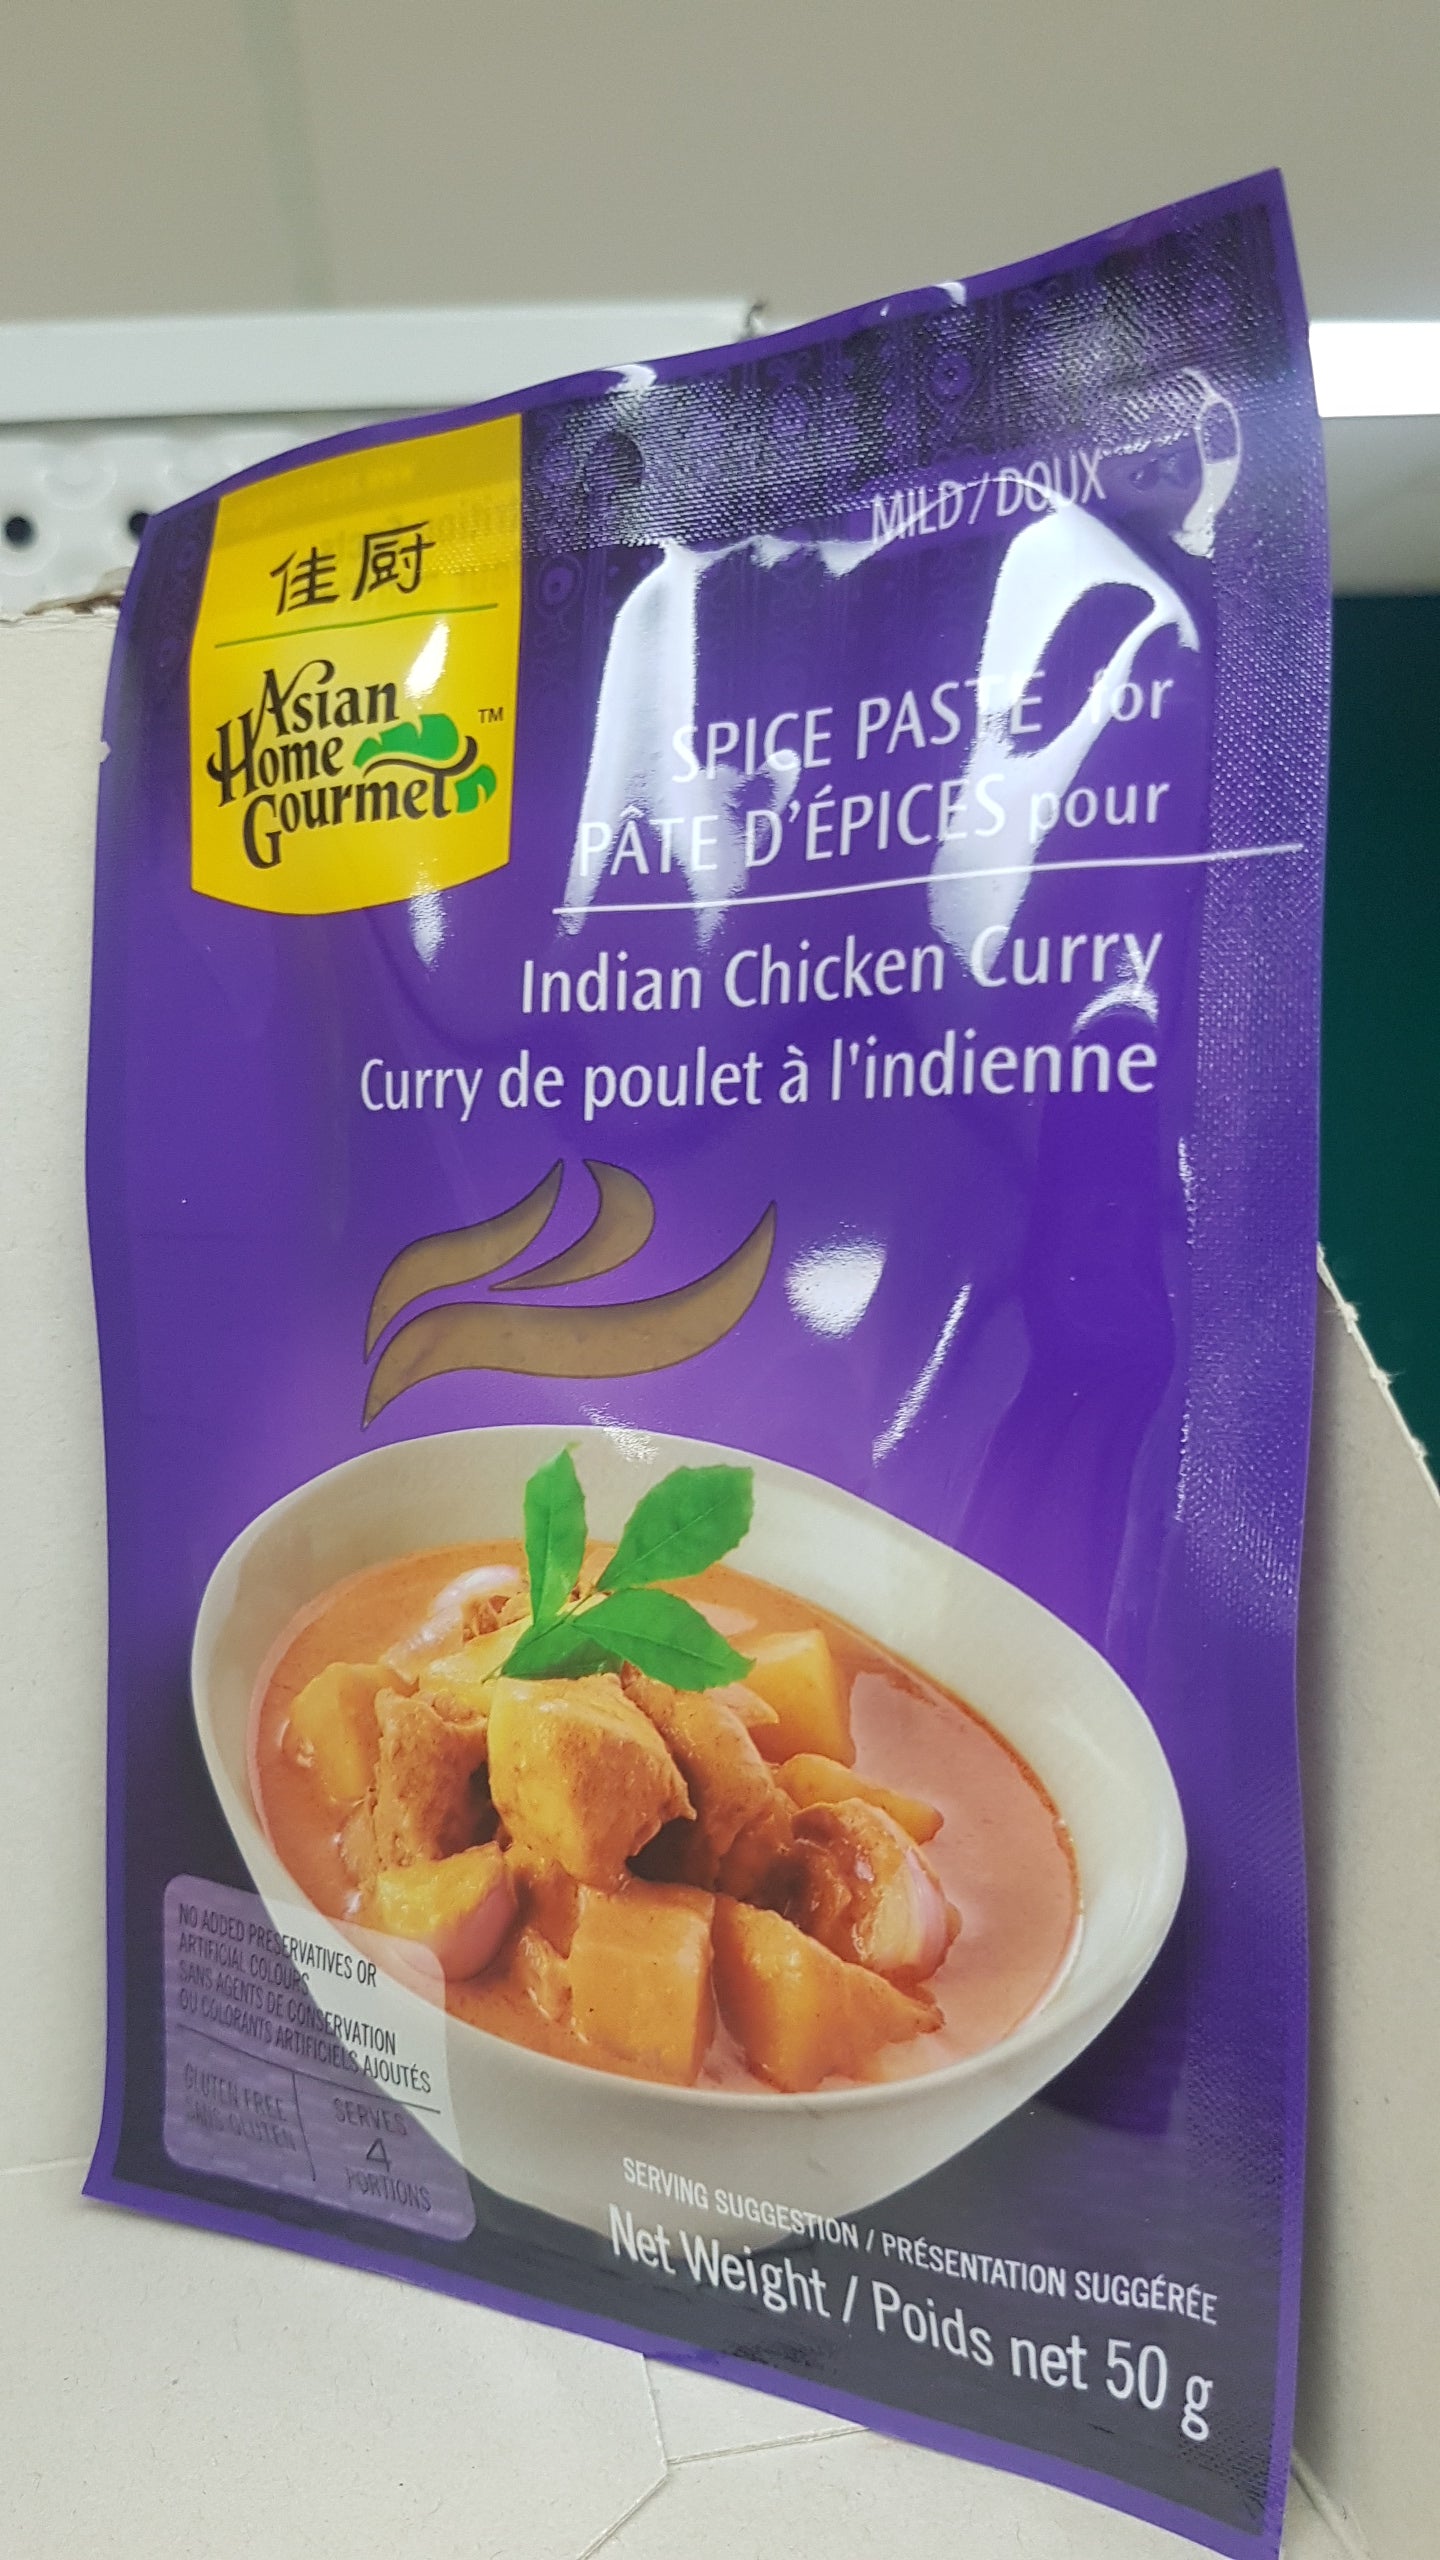 佳厨
Asian
Home
Gourmet
TM
MILD/DOUX
SPICE PASTE for
PÂTE D'ÉPICES pour
Indian Chicken Curry
Curry de poulet à l'indienne
NO ADDED PRESERVATIVES OR
ARTIFICIAL COLOURS
SANS AGENTS DE CONSERVATION
OU COLORANTS ARTIFICIELS AJOUTÉS
GLUTEN FREE
SANS GLUTEN
SERVES
4
PORTIONS
SERVING SUGGESTION / PRÉSENTATION SUGGÉRÉE
Net Weight / Poids net 50 g